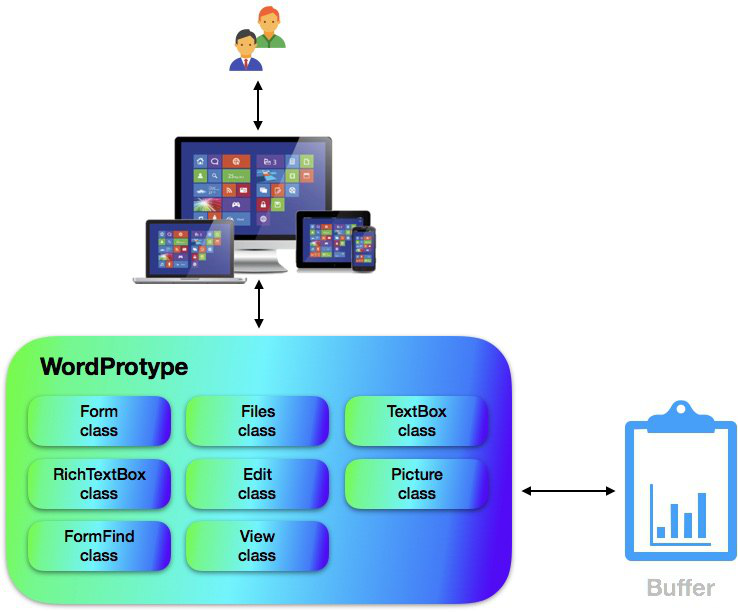 WordProtype
Form
class
Files
class
TextBox
class
RichTextBox
class
Edit
class
Picture
class
FormFind
class
View
class
Buffer